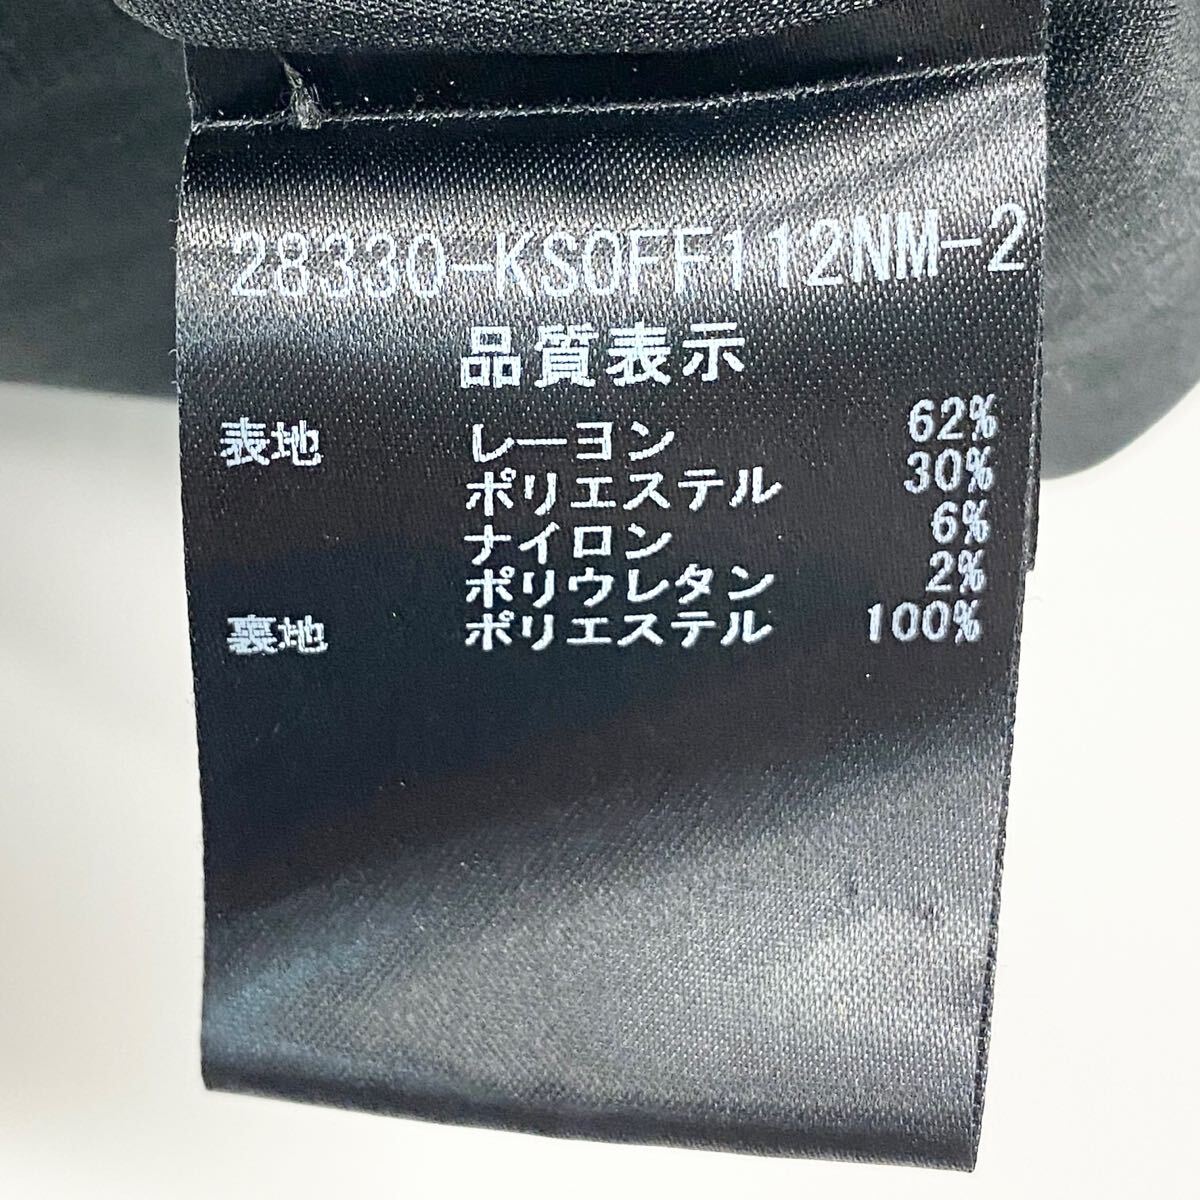 28330-KSOFF112NM-2
品質表示
表地 レーヨン 62%
ポリエステル 30%
ナイロン 6%
ポリウレタン 2%
裏地 ポリエステル 100%